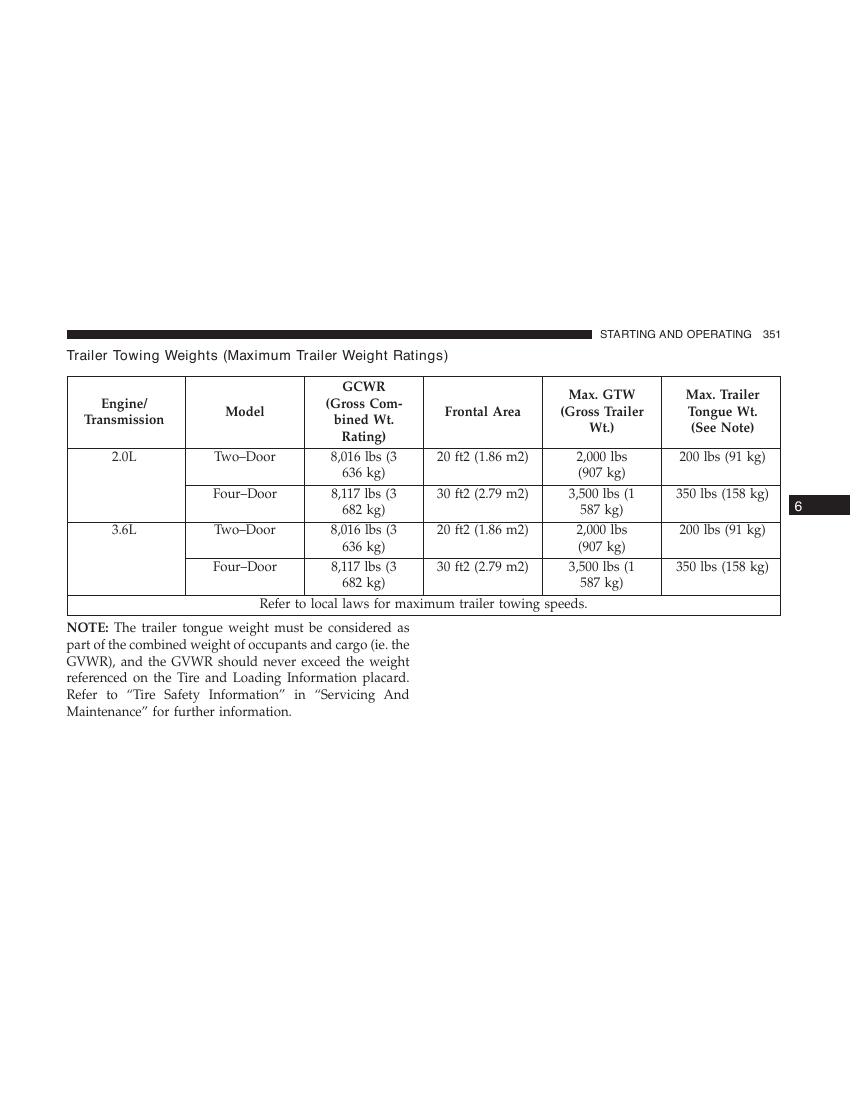 STARTING AND OPERATING 351
Trailer Towing Weights (Maximum Trailer Weight Ratings)
Engine/
Transmission
Model
GCWR
(Gross Com-
bined Wt.
Rating)
Frontal Area
Max. GTW
(Gross Trailer
Wt.)
Max. Trailer
Tongue Wt.
(See Note)
2.0L
Two–Door
8,016 lbs (3
636 kg)
20 ft2 (1.86 m2)
2,000 lbs
(907 kg)
200 lbs (91 kg)
Four–Door
8,117 lbs (3
682 kg)
30 ft2 (2.79 m2)
3,500 lbs (1
587 kg)
350 lbs (158 kg)
3.6L
Two–Door
8,016 lbs (3
636 kg)
20 ft2 (1.86 m2)
2,000 lbs
(907 kg)
200 lbs (91 kg)
Four–Door
8,117 lbs (3
682 kg)
30 ft2 (2.79 m2)
3,500 lbs (1
587 kg)
350 lbs (158 kg)
Refer to local laws for maximum trailer towing speeds.
NOTE: The trailer tongue weight must be considered as
part of the combined weight of occupants and cargo (ie. the
GVWR), and the GVWR should never exceed the weight
referenced on the Tire and Loading Information placard.
Refer to “Tire Safety Information” in “Servicing And
Maintenance” for further information.
6